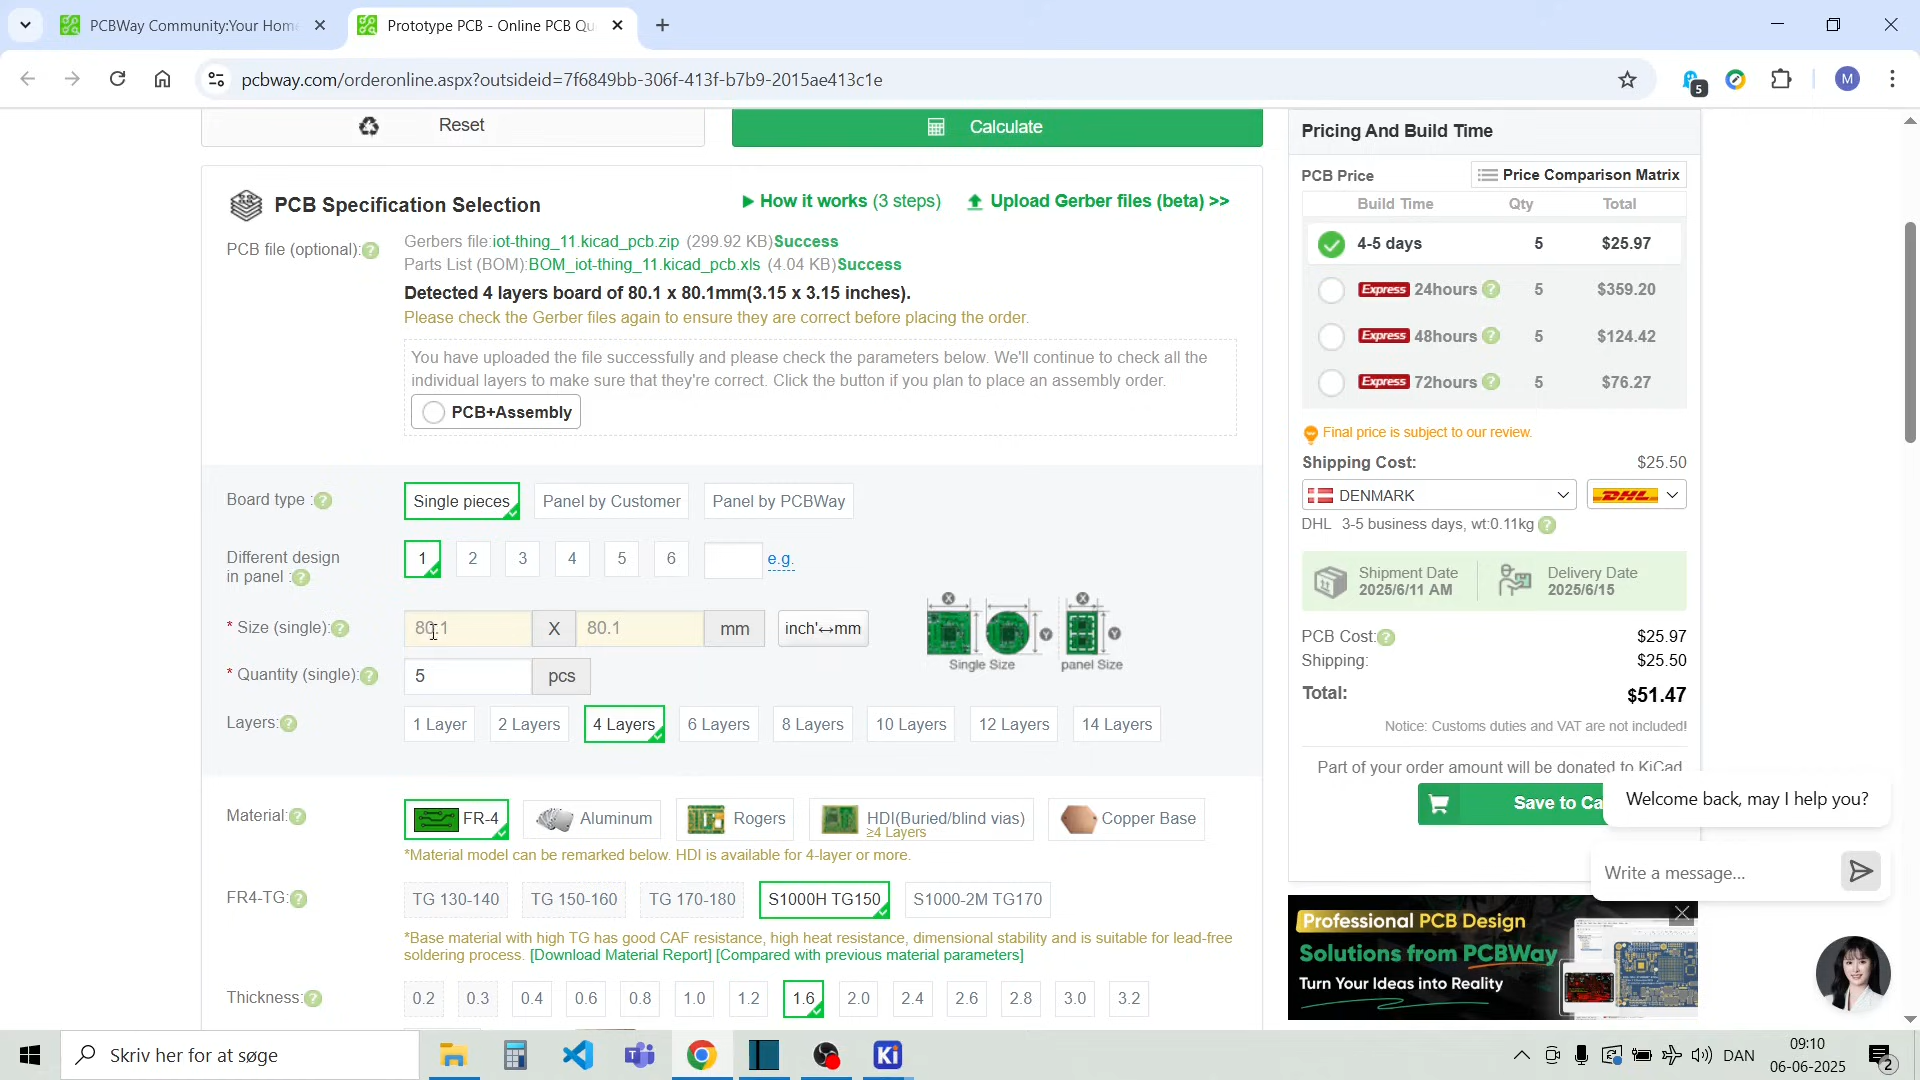 PCBWay Community:Your Hom
Prototype PCB - Online PCB Qu
pcbway.com/orderonline.aspx?outsideid=7f6849bb-306f-413f-b7b9-2015ae413c1e
5
M
Reset
Calculate
PCB Specification Selection
How it works (3 steps)
Upload Gerber files (beta) >>
PCB file (optional):
Gerbers file:iot-thing_11.kicad_pcb.zip (299.92 KB)Success
Parts List (BOM):BOM_iot-thing_11.kicad_pcb.xls (4.04 KB)Success
Detected 4 layers board of 80.1 x 80.1mm(3.15 x 3.15 inches).
Please check the Gerber files again to ensure they are correct before placing the order.
You have uploaded the file successfully and please check the parameters below. We'll continue to check all the
individual layers to make sure that they're correct. Click the button if you plan to place an assembly order.
PCB+Assembly
Board type :
Single pieces
Panel by Customer
Panel by PCBWay
Different design
in panel :
1 2 3 4 5 6 e.g.
* Size (single):
80.1 X 80.1 mm inch'↔mm
X X
Y Y
Single Size panel Size
* Quantity (single):
5 pcs
Layers:
1 Layer 2 Layers 4 Layers 6 Layers 8 Layers 10 Layers 12 Layers 14 Layers
Material:
FR-4 Aluminum Rogers HDI(Buried/blind vias) Copper Base
≥4 Layers
*Material model can be remarked below. HDI is available for 4-layer or more.
FR4-TG:
TG 130-140 TG 150-160 TG 170-180 S1000H TG150 S1000-2M TG170
*Base material with high TG has good CAF resistance, high heat resistance, dimensional stability and is suitable for lead-free
soldering process. [Download Material Report] [Compared with previous material parameters]
Thickness:
0.2 0.3 0.4 0.6 0.8 1.0 1.2 1.6 2.0 2.4 2.6 2.8 3.0 3.2
Pricing And Build Time
PCB Price
Price Comparison Matrix
Build Time Qty Total
4-5 days 5 $25.97
Express 24hours 5 $359.20
Express 48hours 5 $124.42
Express 72hours 5 $76.27
Final price is subject to our review.
Shipping Cost: $25.50
DENMARK
DHL
DHL 3-5 business days, wt:0.11kg
Shipment Date
2025/6/11 AM
Delivery Date
2025/6/15
PCB Cost: $25.97
Shipping: $25.50
Total: $51.47
Notice: Customs duties and VAT are not included!
Part of your order amount will be donated to KiCad
Save to Ca
Welcome back, may I help you?
Write a message...
Professional PCB Design
Solutions from PCBWay
Turn Your Ideas into Reality
Skriv her for at søge
Ki
DAN
09:10
06-06-2025
2